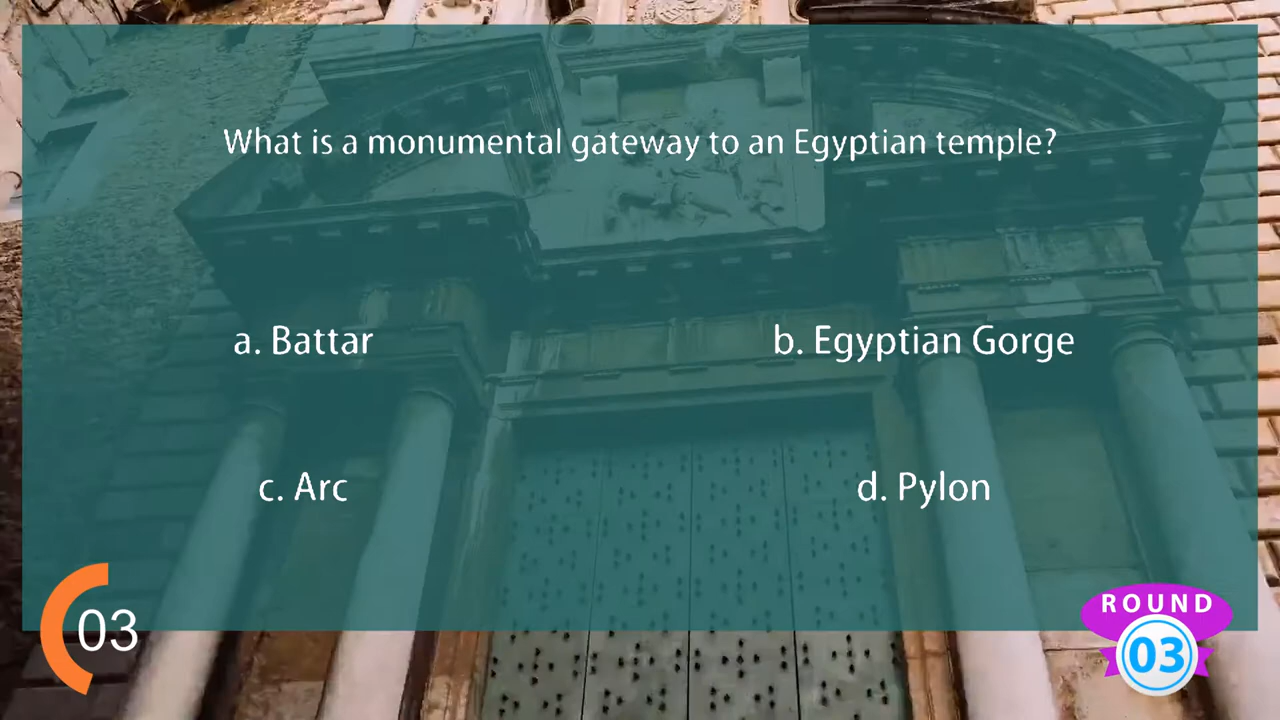 What is a monumental gateway to an Egyptian temple?
a. Battar
b. Egyptian Gorge
c. Arc
d. Pylon
03
ROUND
03